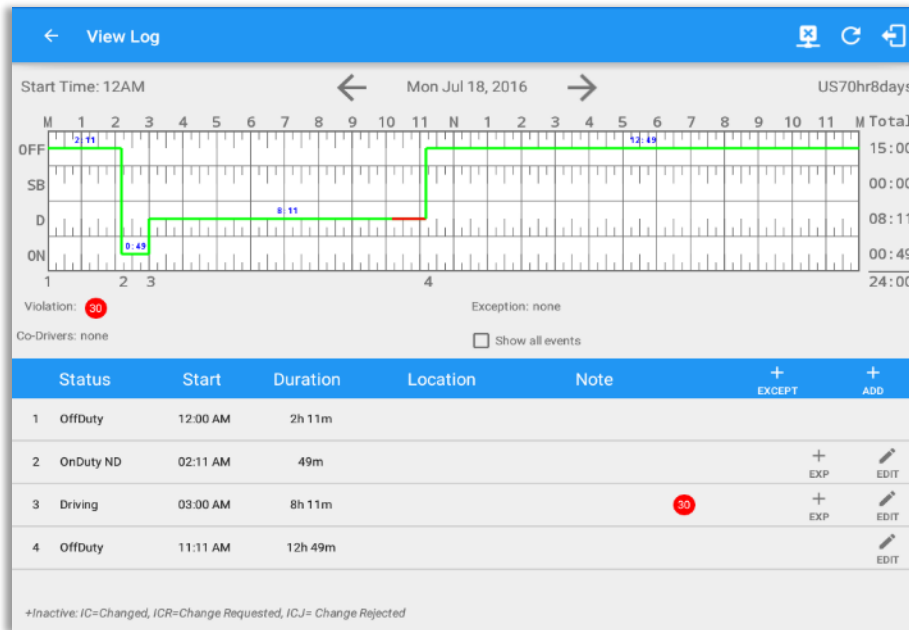 View Log
Start Time: 12AM Mon Jul 18, 2016 US70hr8days
M 1 2 3 4 5 6 7 8 9 10 11 N 1 2 3 4 5 6 7 8 9 10 11 M Total
OFF 2:11 12:49 15:00
SB 00:00
D 8:11 08:11
ON 0:49 00:49
1 2 3 4 24:00
Violation: 30 Exception: none
Co-Drivers: none Show all events
Status Start Duration Location Note + EXCEPT + ADD
1 OffDuty 12:00 AM 2h 11m
2 OnDuty ND 02:11 AM 49m + EXP EDIT
3 Driving 03:00 AM 8h 11m 30 + EXP EDIT
4 OffDuty 11:11 AM 12h 49m EDIT
+Inactive: IC=Changed, ICR=Change Requested, ICJ= Change Rejected